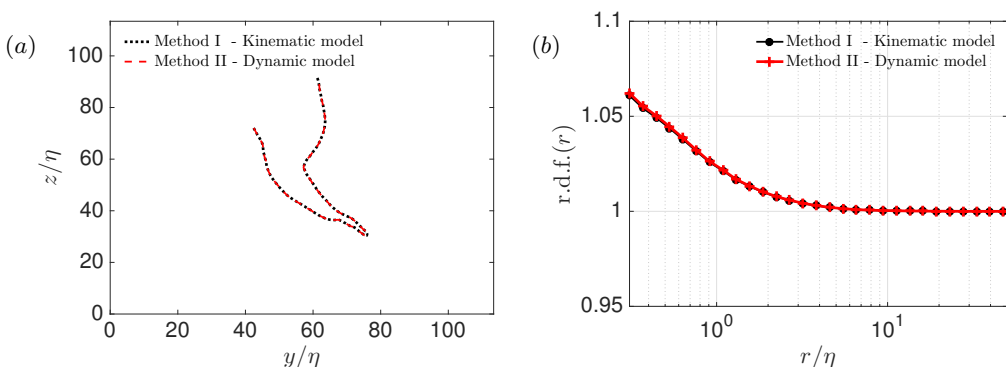 (a)
Method I - Kinematic model
Method II - Dynamic model
100
80
60
40
20
0
z/η
0 20 40 60 80 100
y/η
(b)
Method I - Kinematic model
Method II - Dynamic model
1.1
1.05
1
0.95
r.d.f.(r)
10^0 10^1
r/η